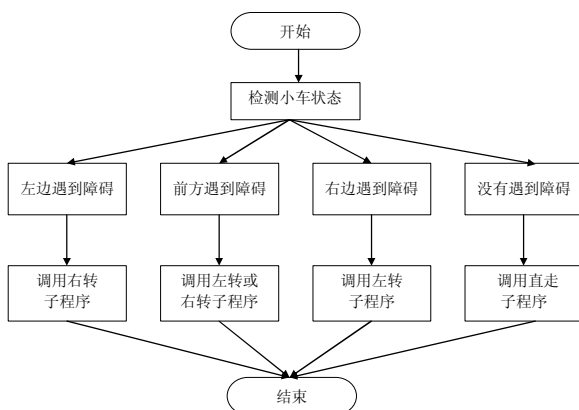 开始
检测小车状态
左边遇到障碍
前方遇到障碍
右边遇到障碍
没有遇到障碍
调用右转
子程序
调用左转或
右转子程序
调用左转
子程序
调用直走
子程序
结束